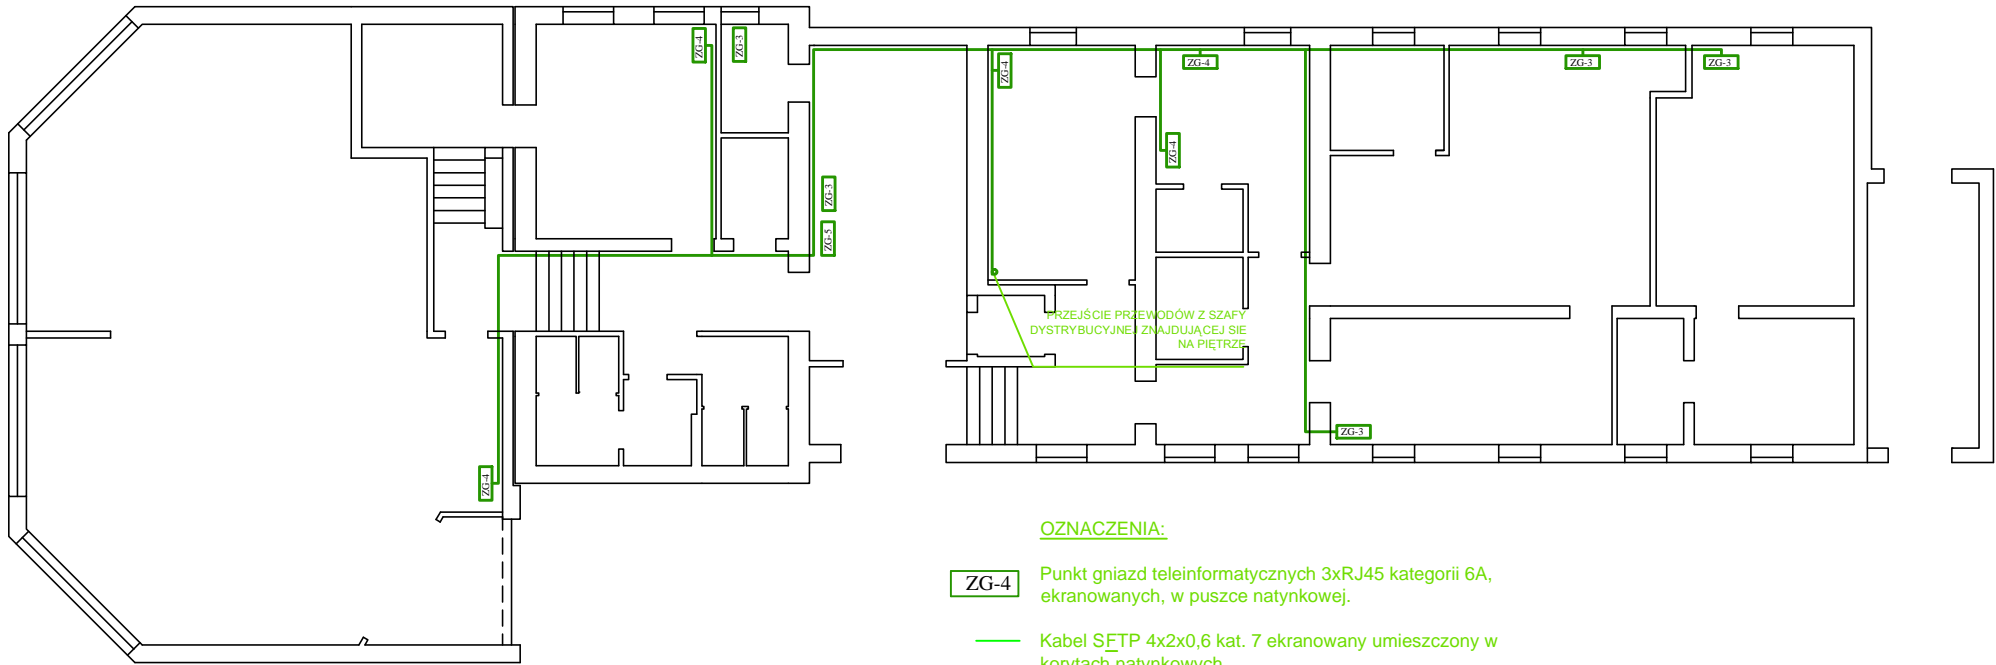 ZG-4
ZG-3
ZG-4
ZG-4
ZG-3
ZG-3
ZG-4
ZG-3
ZG-5
PRZEJŚCIE PRZEWODÓW Z SZAFY
DYSTRYBUCYJNEJ ZNAJDUJĄCEJ SIE
NA PIĘTRZE
ZG-3
ZG-4
OZNACZENIA:
ZG-4
Punkt gniazd teleinformatycznych 3xRJ45 kategorii 6A,
ekranowanych, w puszce natynkowej.
Kabel SFTP 4x2x0,6 kat. 7 ekranowany umieszczony w
korytach natynkowych